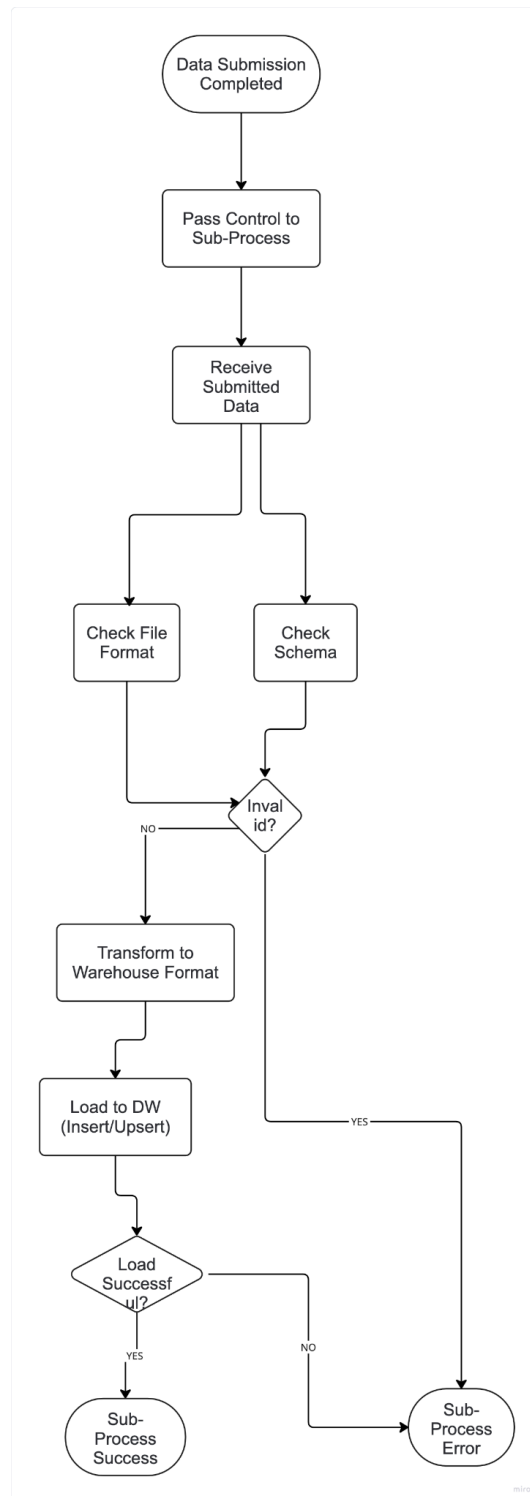 Data Submission
Completed
Pass Control to
Sub-Process
Receive
Submitted
Data
Check File
Format
Check
Schema
Inval
id?
NO
Transform to
Warehouse Format
Load to DW
(Insert/Upsert)
YES
Load
Successf
ul?
NO
YES
Sub-
Process
Success
Sub-
Process
Error
miro